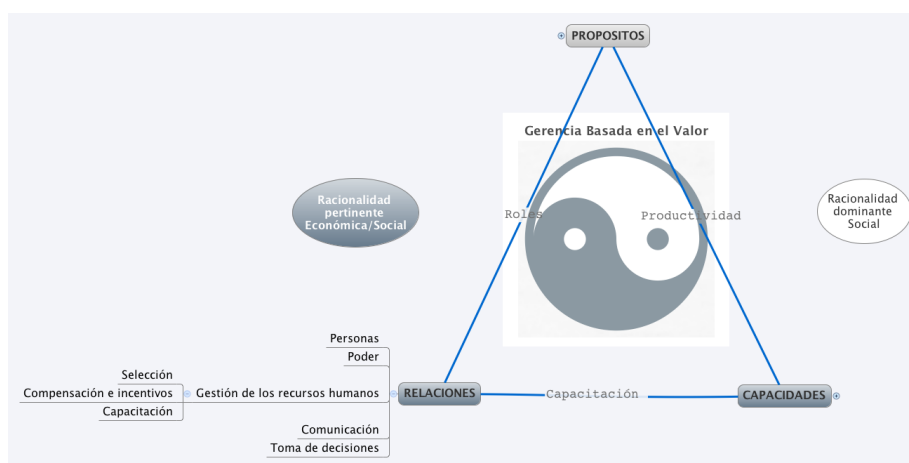 PROPOSITOS
Gerencia Basada en el Valor
Racionalidad
pertinente
Económica/Social
Roles
Productividad
Racionalidad
dominante
Social
Personas
Poder
Selección
Compensación e incentivos
Capacitación
Gestión de los recursos humanos
RELACIONES
Capacitación
CAPACIDADES
Comunicación
Toma de decisiones